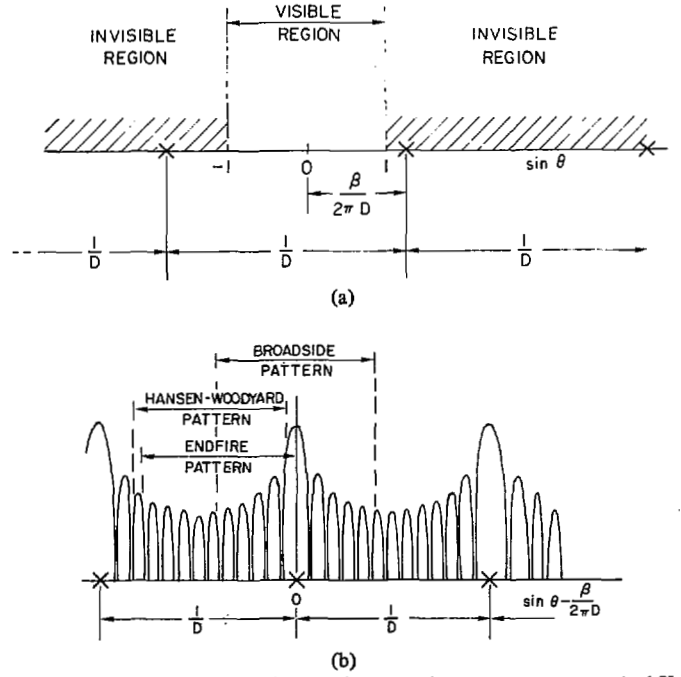 VISIBLE
REGION
INVISIBLE
REGION
INVISIBLE
REGION
-1 0 1 sin θ
β
2πD
1/D 1/D 1/D
(a)
BROADSIDE
PATTERN
HANSEN-WOODYARD
PATTERN
ENDFIRE
PATTERN
0 sin θ - β/2πD
1/D 1/D
(b)